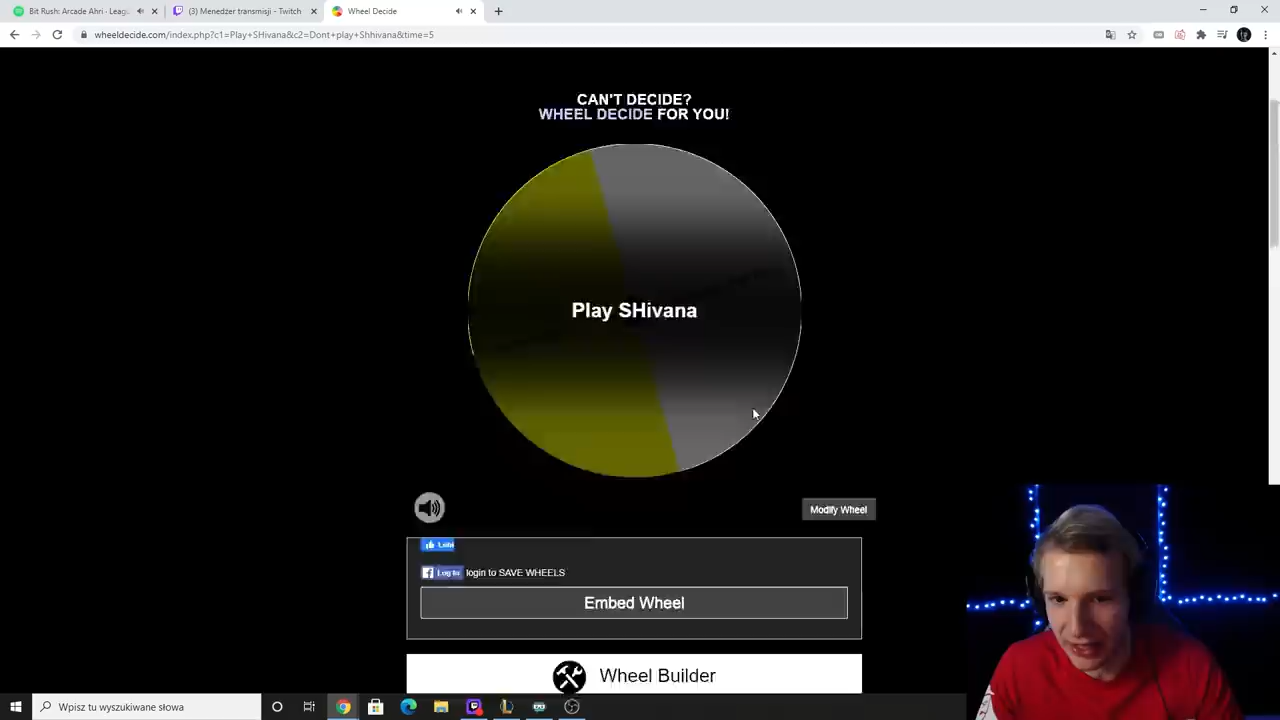 Bit Rush: Arcade Ahri - Leag
(3) Menedżer transmisji - Twitch
Wheel Decide
wheeldecide.com/index.php?c1=Play+SHivana&c2=Dont+play+Shhivana&time=5
CAN'T DECIDE?
WHEEL DECIDE FOR YOU!
Play SHivana
Modify Wheel
login to SAVE WHEELS
Embed Wheel
Wheel Builder
Wpisz tu wyszukiwane słowa